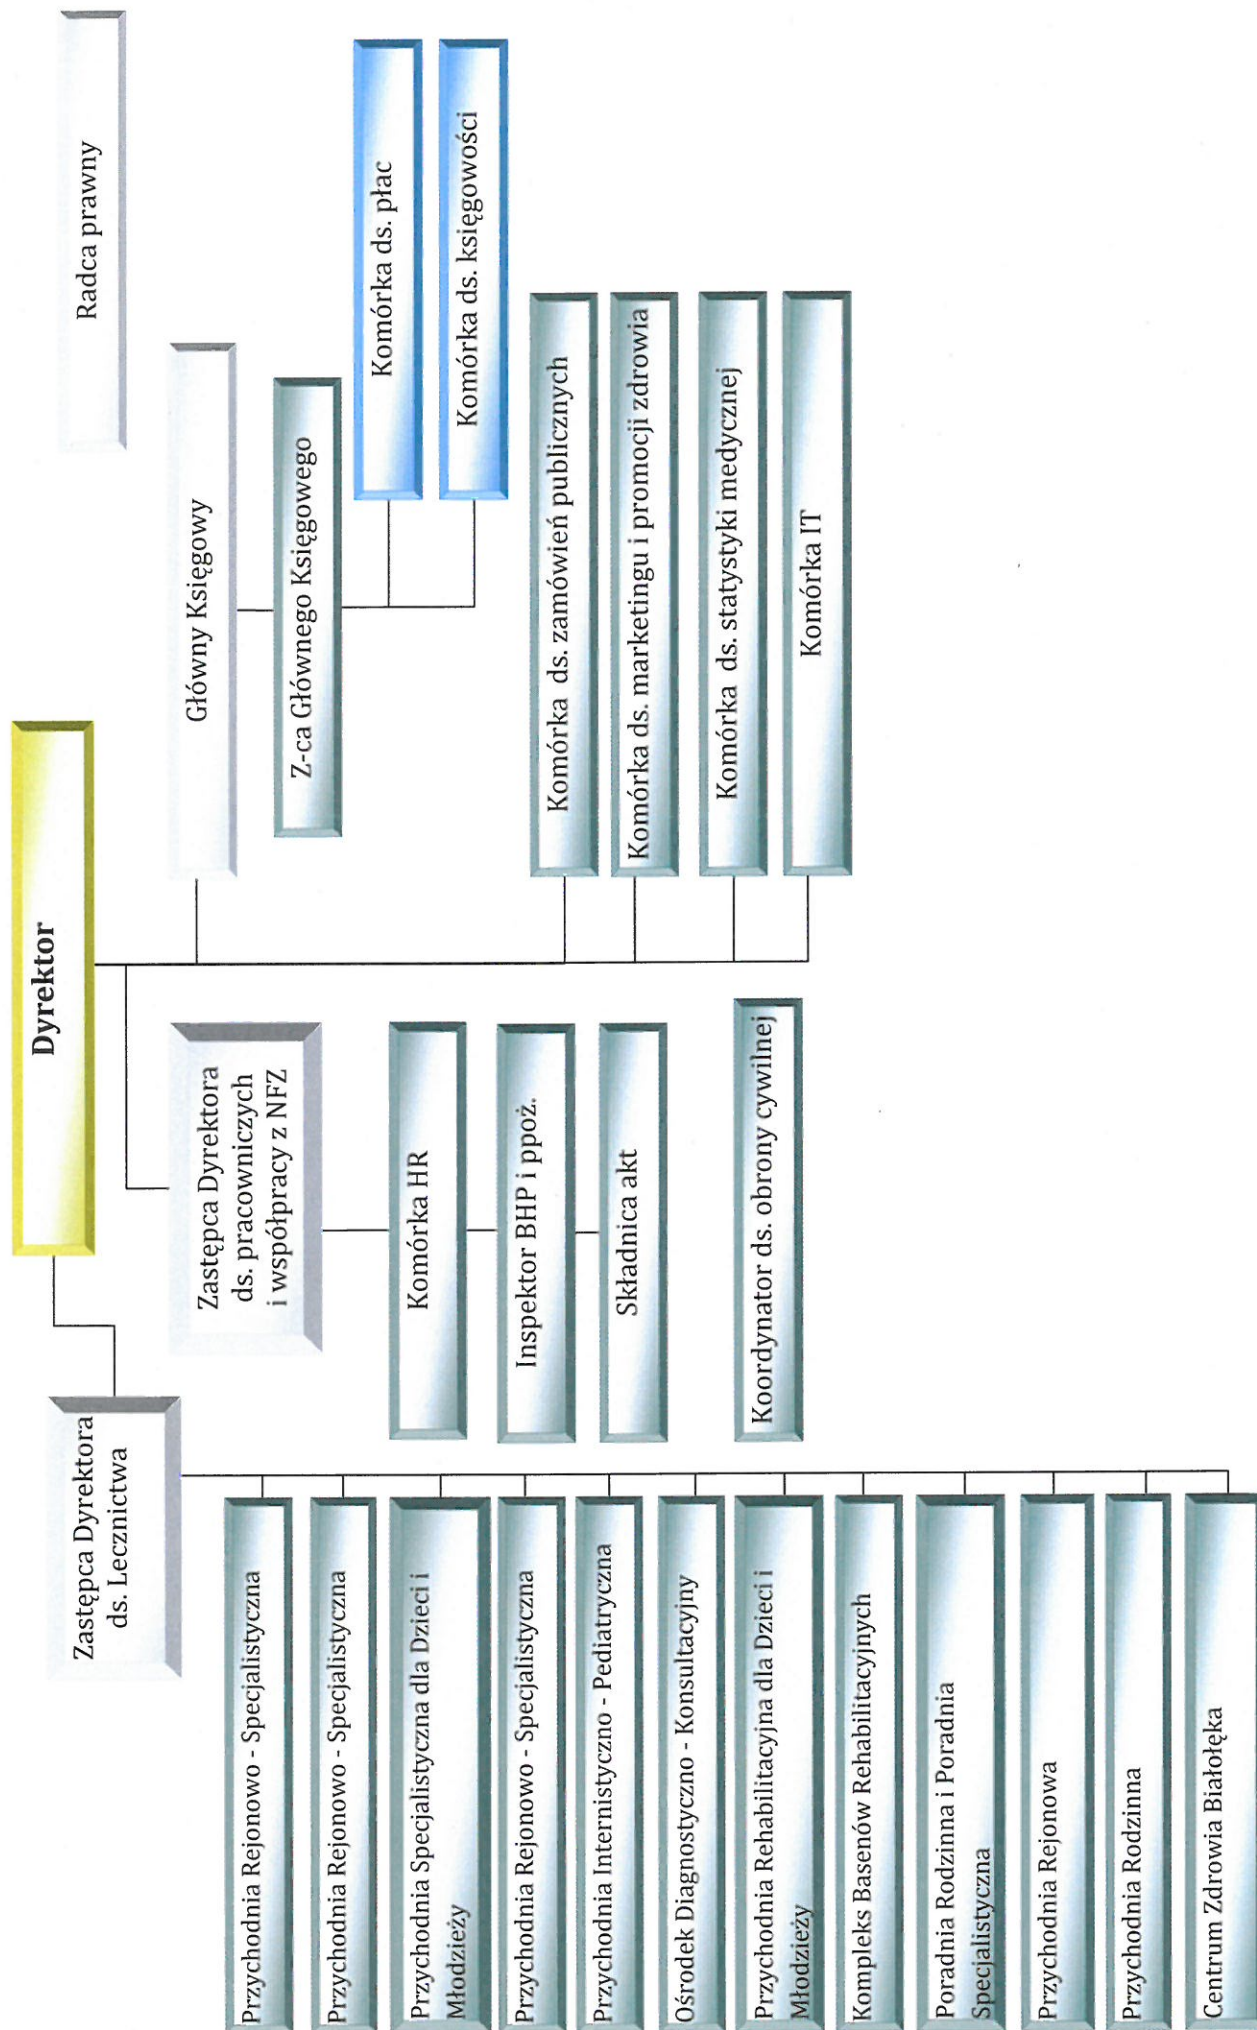 Dyrektor
Radca prawny
Zastępca Dyrektora
ds. Lecznictwa
Przychodnia Rejonowo - Specjalistyczna
Przychodnia Rejonowo - Specjalistyczna
Przychodnia Specjalistyczna dla Dzieci i
Młodzieży
Przychodnia Rejonowo - Specjalistyczna
Przychodnia Internistyczno - Pediatryczna
Ośrodek Diagnostyczno - Konsultacyjny
Przychodnia Rehabilitacyjna dla Dzieci i
Młodzieży
Kompleks Basenów Rehabilitacyjnych
Poradnia Rodzinna i Poradnia
Specjalistyczna
Przychodnia Rejonowa
Przychodnia Rodzinna
Centrum Zdrowia Białołęka
Zastępca Dyrektora
ds. pracowniczych
i współpracy z NFZ
Komórka HR
Inspektor BHP i ppoż.
Składnica akt
Koordynator ds. obrony cywilnej
Główny Księgowy
Z-ca Głównego Księgowego
Komórka ds. płac
Komórka ds. księgowości
Komórka ds. zamówień publicznych
Komórka ds. marketingu i promocji zdrowia
Komórka ds. statystyki medycznej
Komórka IT